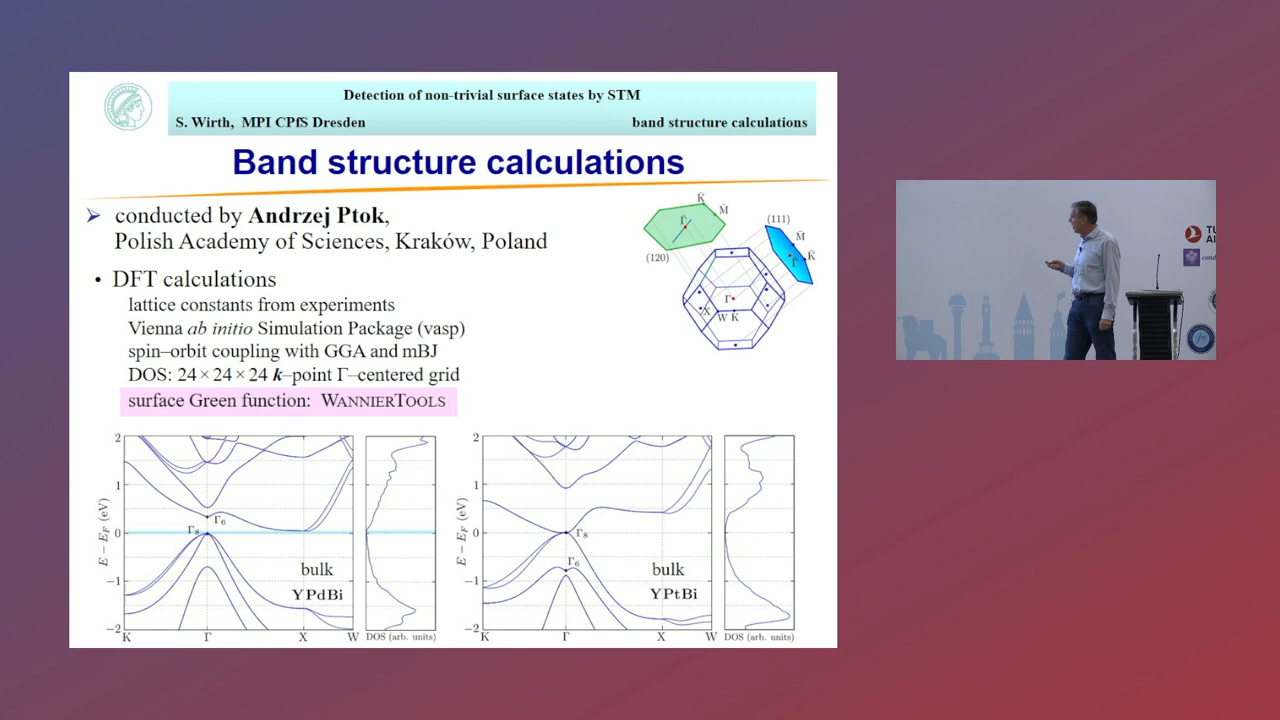 Detection of non-trivial surface states by STM
S. Wirth, MPI CPfS Dresden
band structure calculations
Band structure calculations
➢ conducted by Andrzej Ptok,
Polish Academy of Sciences, Kraków, Poland
• DFT calculations
lattice constants from experiments
Vienna ab initio Simulation Package (vasp)
spin–orbit coupling with GGA and mBJ
DOS: 24 × 24 × 24 k–point Γ–centered grid
surface Green function: WANNIERTOOLS
K̄
M̄
Γ̄
(120)
(111)
M̄
K̄
Γ̄
Γ
X
W K
2
1
0
−1
−2
E − E_F (eV)
Γ₆
Γ₈
bulk
YPdBi
K Γ X W
DOS (arb. units)
2
1
0
−1
−2
E − E_F (eV)
Γ₈
Γ₆
bulk
YPtBi
K Γ X W
DOS (arb. units)